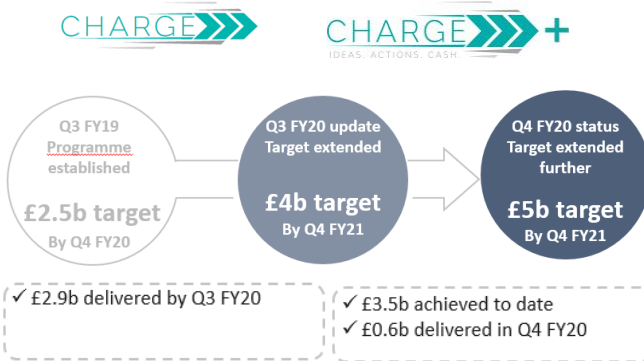 CHARGE
CHARGE +
IDEAS. ACTIONS. CASH.
Q3 FY19
Programme
established
£2.5b target
By Q4 FY20
Q3 FY20 update
Target extended
£4b target
By Q4 FY21
Q4 FY20 status
Target extended
further
£5b target
By Q4 FY21
✓ £2.9b delivered by Q3 FY20
✓ £3.5b achieved to date
✓ £0.6b delivered in Q4 FY20